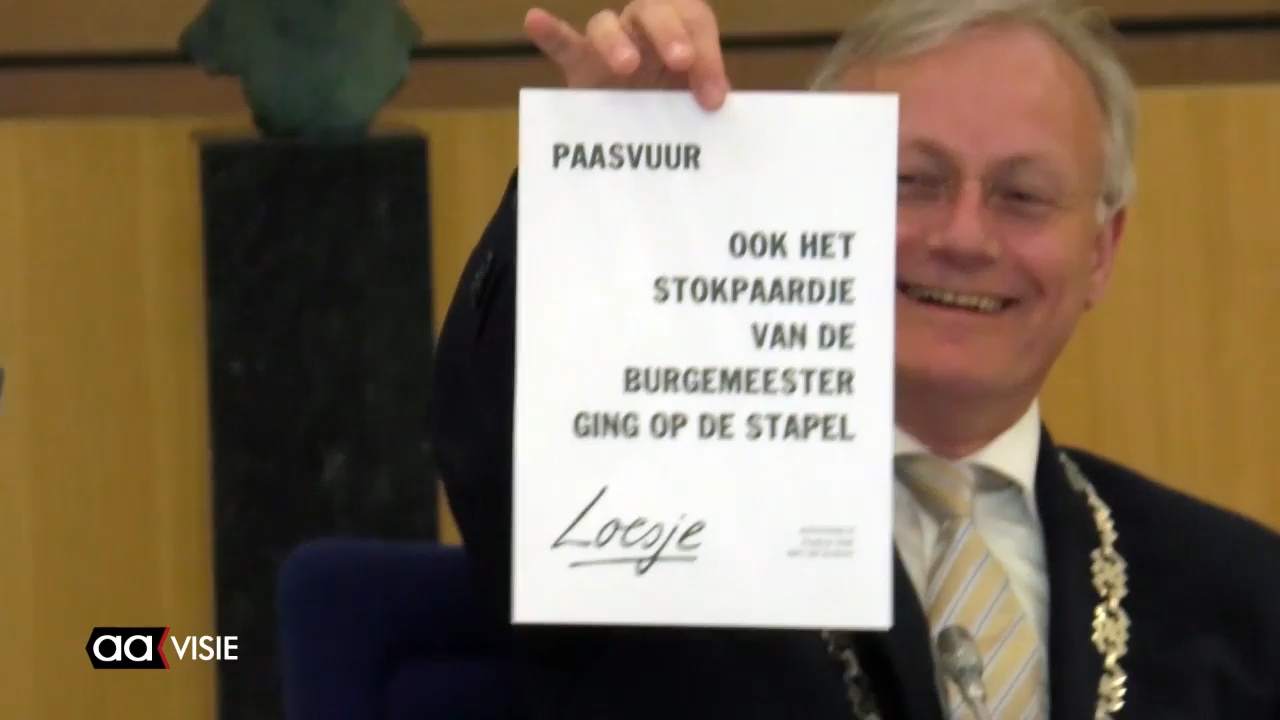 PAASVUUR
OOK HET
STOKPAARDJE
VAN DE
BURGEMEESTER
GING OP DE STAPEL
Loesje
aa VISIE